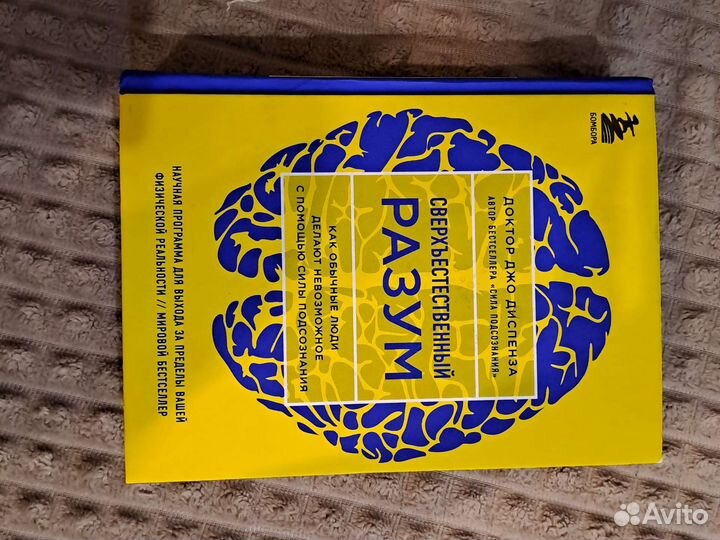 БОМБОРА
ДОКТОР ДЖО ДИСПЕНЗА
АВТОР БЕСТСЕЛЛЕРА «СИЛА ПОДСОЗНАНИЯ»
СВЕРХЪЕСТЕСТВЕННЫЙ
РАЗУМ
КАК ОБЫЧНЫЕ ЛЮДИ
ДЕЛАЮТ НЕВОЗМОЖНОЕ
С ПОМОЩЬЮ СИЛЫ ПОДСОЗНАНИЯ
НАУЧНАЯ ПРОГРАММА ДЛЯ ВЫХОДА ЗА ПРЕДЕЛЫ ВАШЕЙ
ФИЗИЧЕСКОЙ РЕАЛЬНОСТИ // МИРОВОЙ БЕСТСЕЛЛЕР
Avito